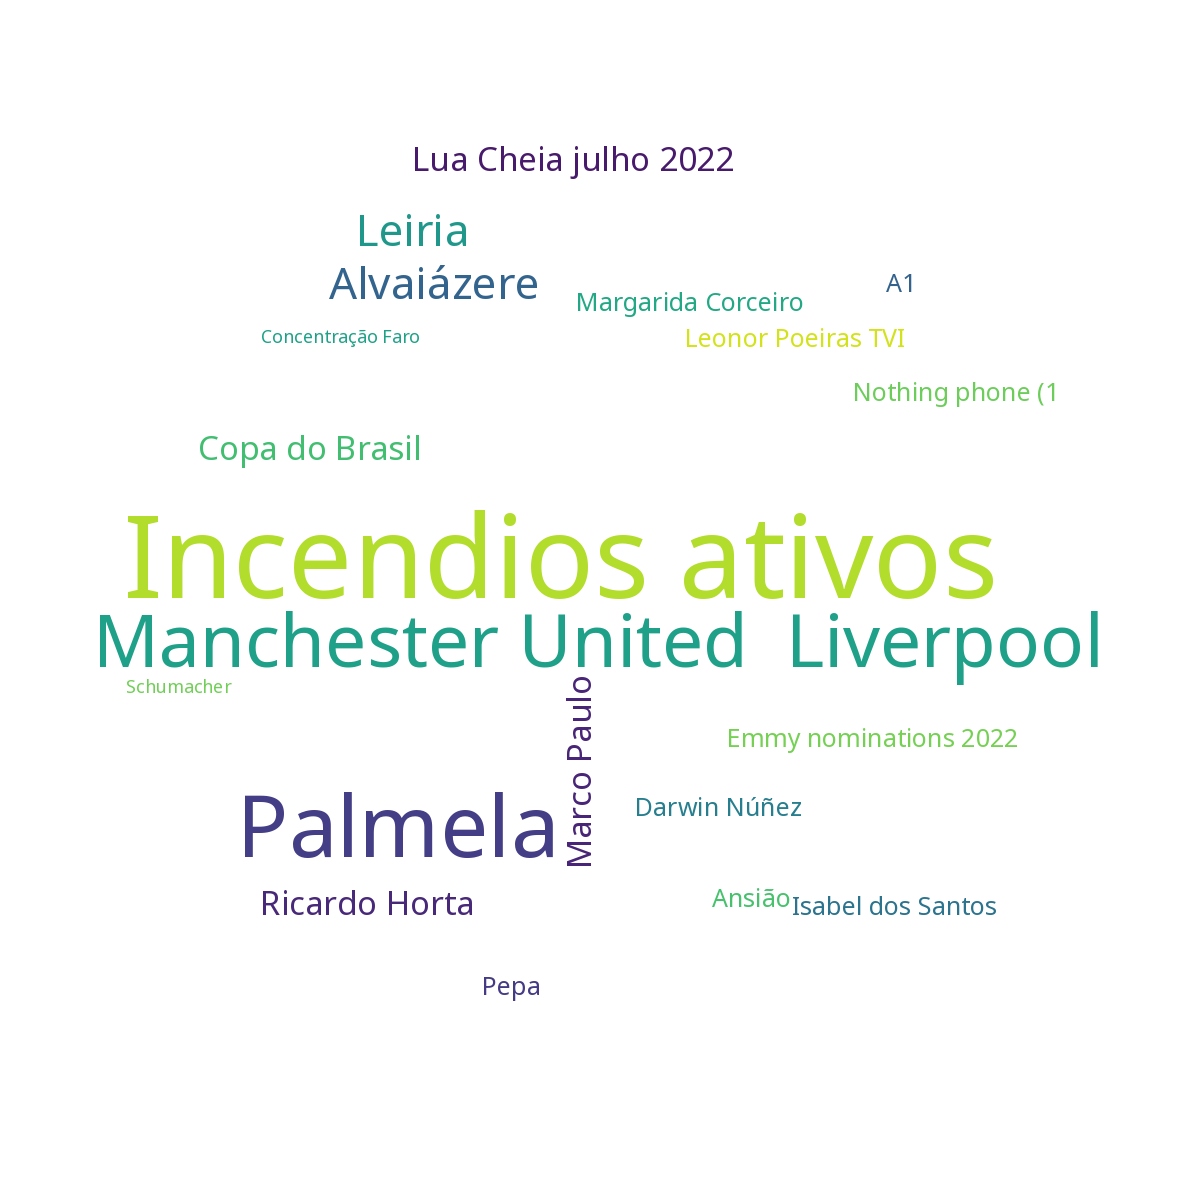 Lua Cheia julho 2022
Leiria
Alvaiázere
A1
Margarida Corceiro
Concentração Faro
Leonor Poeiras TVI
Nothing phone (1
Copa do Brasil
Incendios ativos
Manchester United Liverpool
Schumacher
Marco Paulo
Emmy nominations 2022
Palmela
Darwin Núñez
Ricardo Horta
Ansião
Isabel dos Santos
Pepa